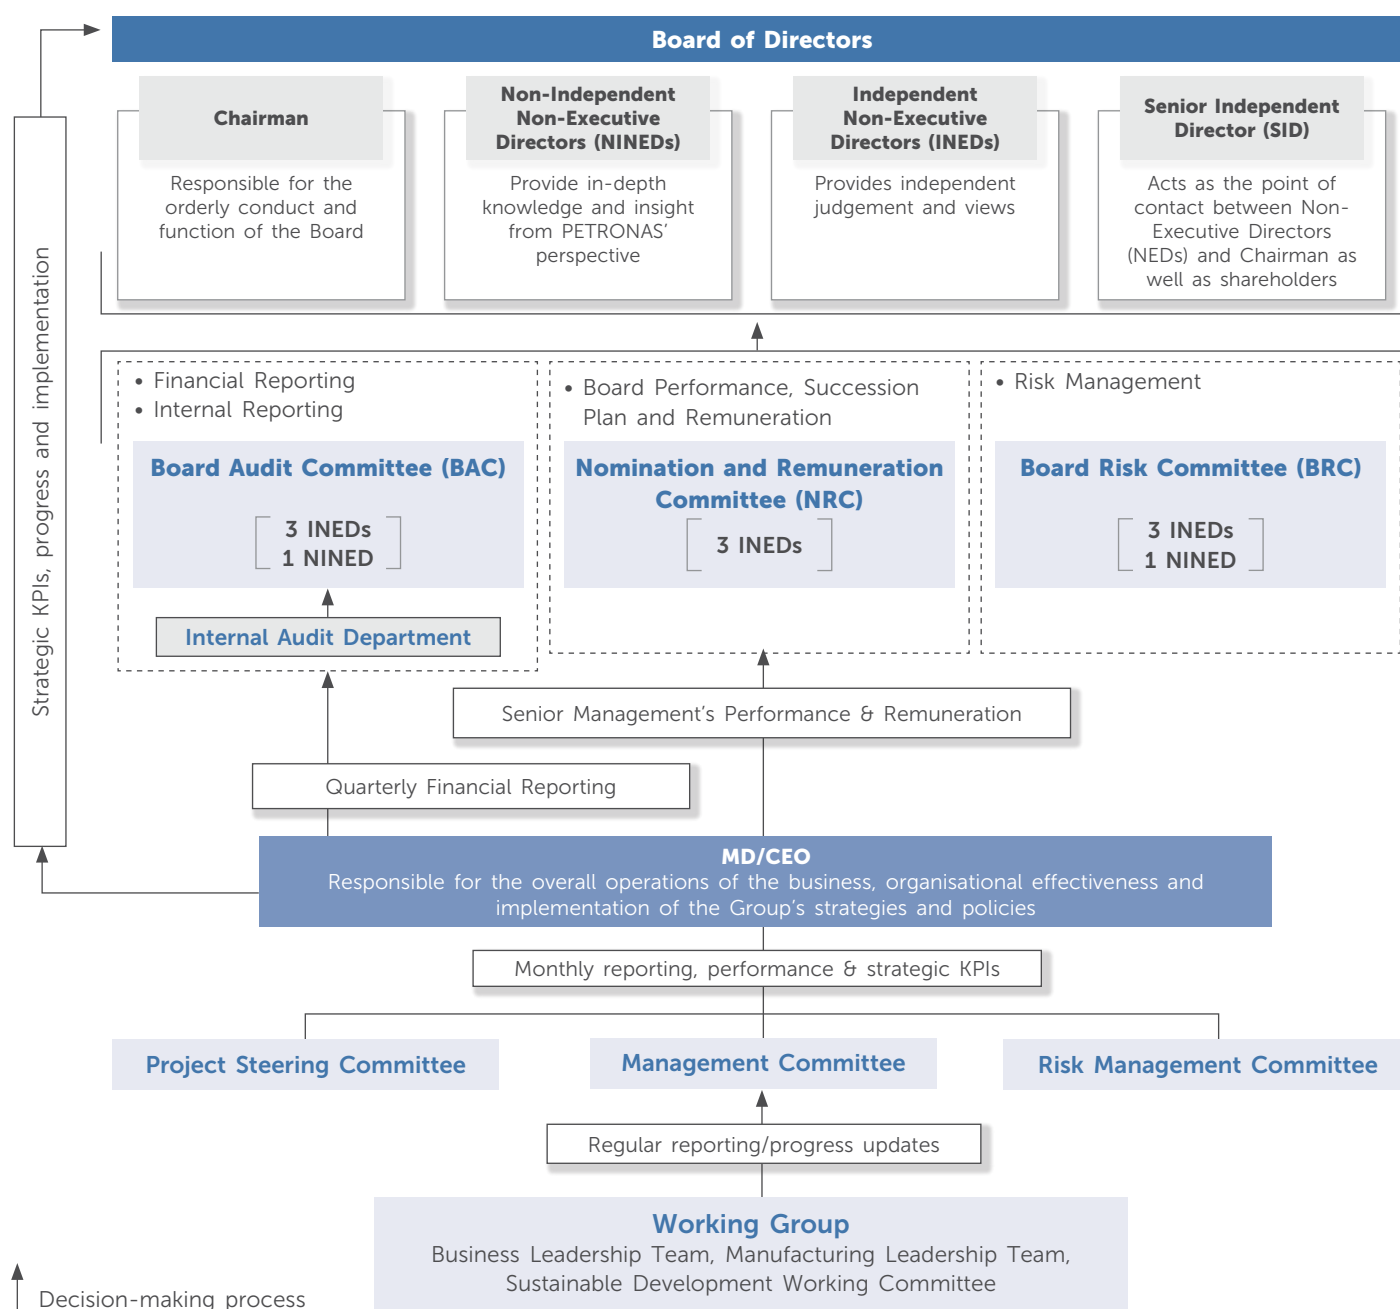 Board of Directors
Chairman
Responsible for the
orderly conduct and
function of the Board
Non-Independent
Non-Executive
Directors (NINEDs)
Provide in-depth
knowledge and insight
from PETRONAS’
perspective
Independent
Non-Executive
Directors (INEDs)
Provides independent
judgement and views
Senior Independent
Director (SID)
Acts as the point of
contact between Non-
Executive Directors
(NEDs) and Chairman as
well as shareholders
Strategic KPIs, progress and implementation
• Financial Reporting
• Internal Reporting
Board Audit Committee (BAC)
3 INEDs
1 NINED
Internal Audit Department
• Board Performance, Succession
Plan and Remuneration
Nomination and Remuneration
Committee (NRC)
3 INEDs
• Risk Management
Board Risk Committee (BRC)
3 INEDs
1 NINED
Senior Management’s Performance & Remuneration
Quarterly Financial Reporting
MD/CEO
Responsible for the overall operations of the business, organisational effectiveness and
implementation of the Group’s strategies and policies
Monthly reporting, performance & strategic KPIs
Project Steering Committee
Management Committee
Risk Management Committee
Regular reporting/progress updates
Working Group
Business Leadership Team, Manufacturing Leadership Team,
Sustainable Development Working Committee
Decision-making process